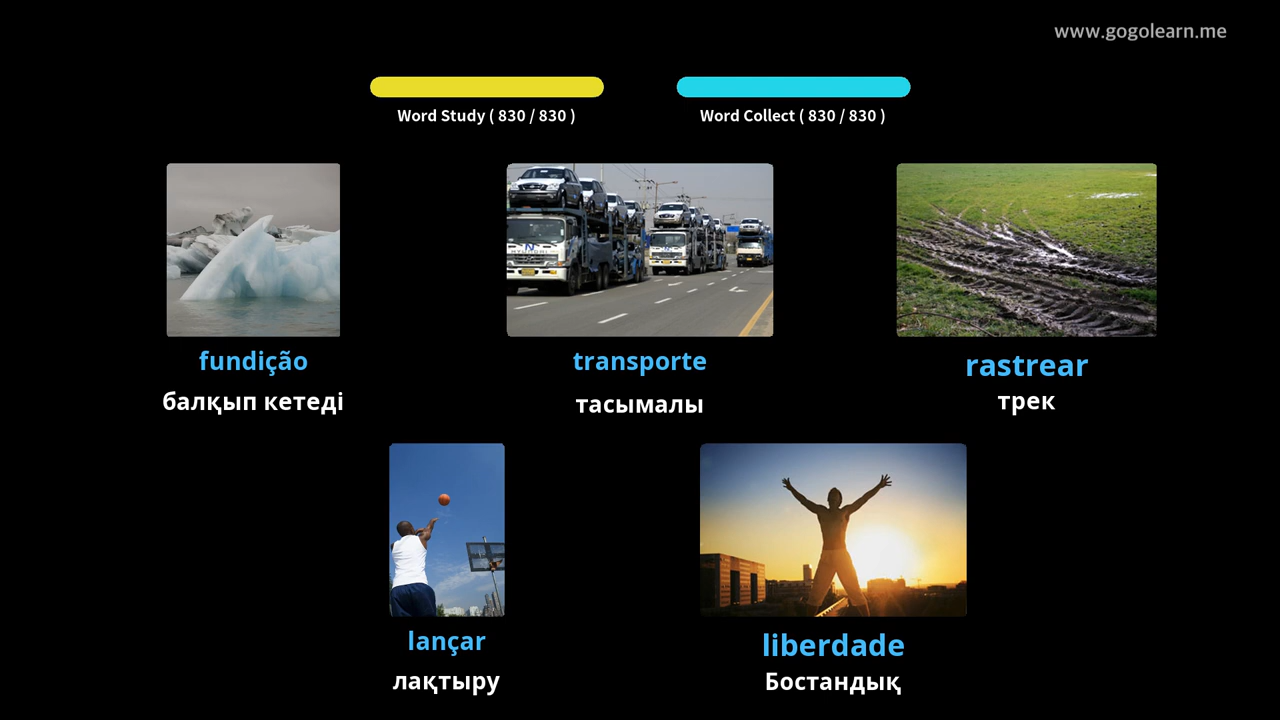 www.gogolearn.me
Word Study ( 830 / 830 )
Word Collect ( 830 / 830 )
fundição
transporte
rastrear
балқып кетеді
тасымалы
трек
lançar
liberdade
лақтыру
Бостандық